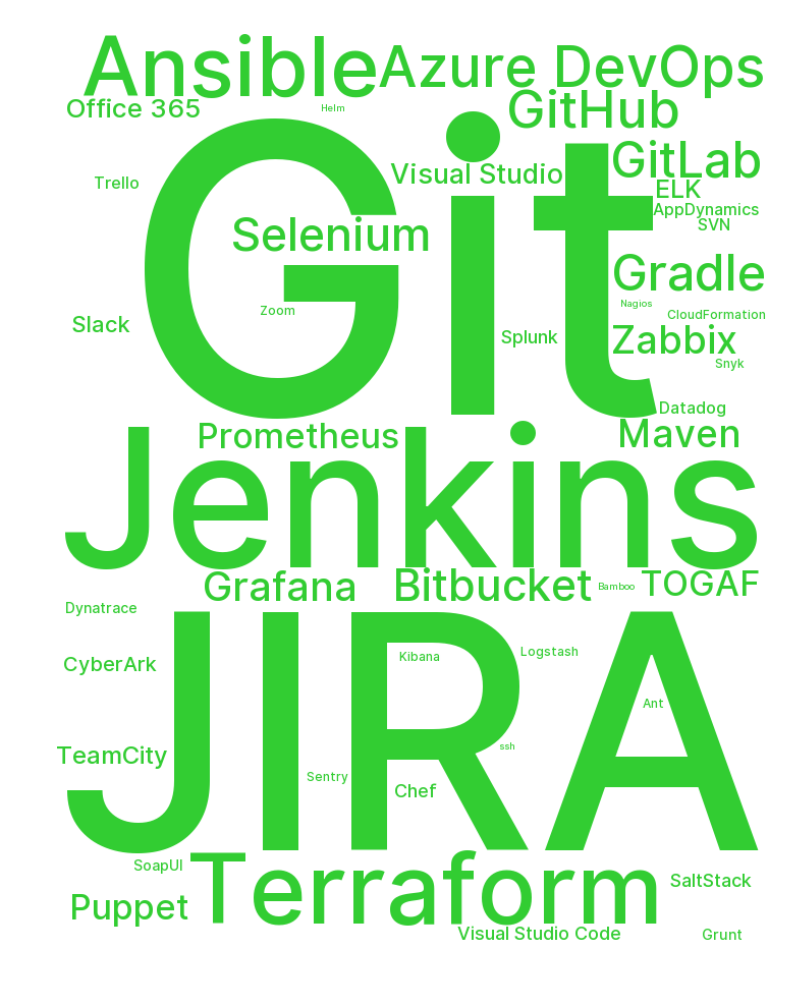 Ansible
Azure DevOps
Office 365
Helm
GitHub
Git
Visual Studio
GitLab
Trello
ELK
AppDynamics
SVN
Selenium
Gradle
Nagios
Zoom
CloudFormation
Slack
Splunk
Zabbix
Snyk
Datadog
Prometheus
Maven
Jenkins
Grafana
Bitbucket
Bamboo
TOGAF
Dynatrace
JIRA
CyberArk
Kibana
Logstash
Ant
TeamCity
ssh
Sentry
Chef
SoapUI
Terraform
SaltStack
Puppet
Visual Studio Code
Grunt